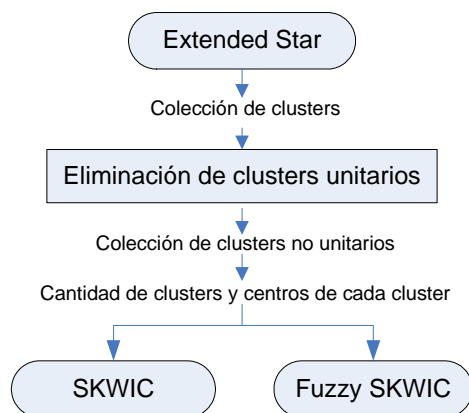 Extended Star
Colección de clusters
Eliminación de clusters unitarios
Colección de clusters no unitarios
Cantidad de clusters y centros de cada cluster
SKWIC
Fuzzy SKWIC